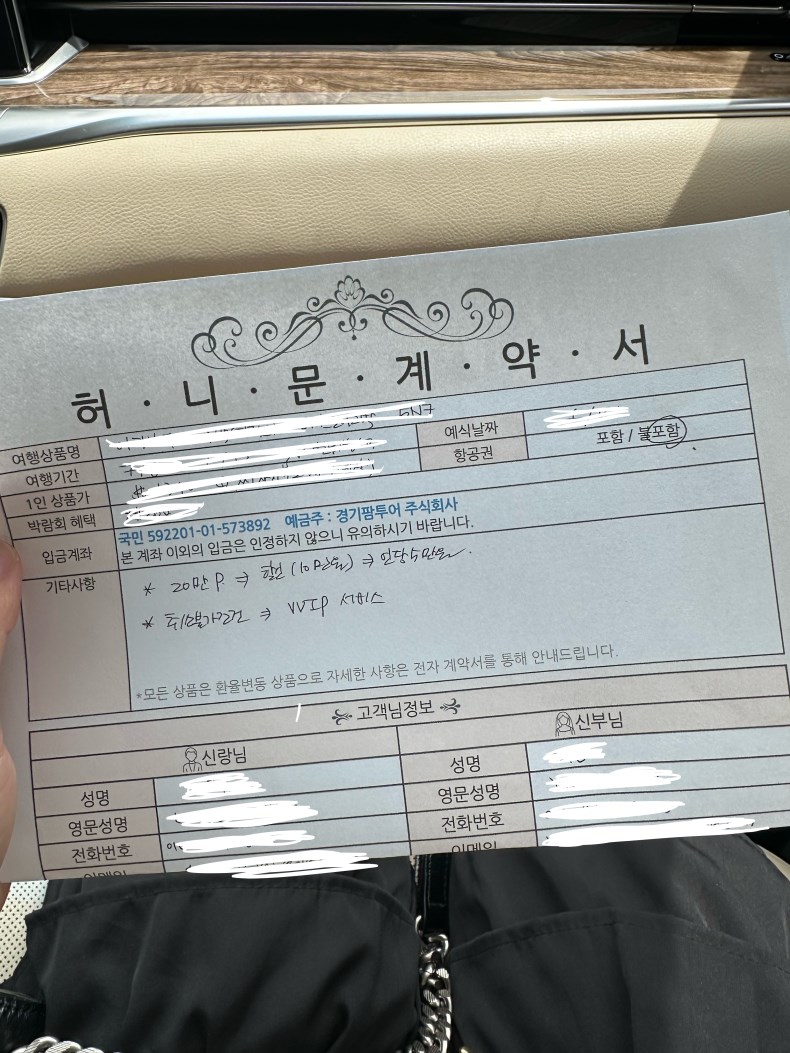 허·니·문·계·약·서
여행상품명 5N7
여행기간 예식날짜
1인 상품가 항공권 포함 / 불포함
박람회 혜택
입금계좌 국민 592201-01-573892 예금주 : 경기팜투어 주식회사
본 계좌 이외의 입금은 인정하지 않으니 유의하시기 바랍니다.
기타사항
* 20만 P. ⇒ 할인 (10만원) ⇒ 인당 5만원.
* ⇒ VVIP 서비스
*모든 상품은 환율변동 상품으로 자세한 사항은 전자 계약서를 통해 안내드립니다.
고객님정보
신랑님 신부님
성명 성명
영문성명 영문성명
전화번호 전화번호
이메일 이메일